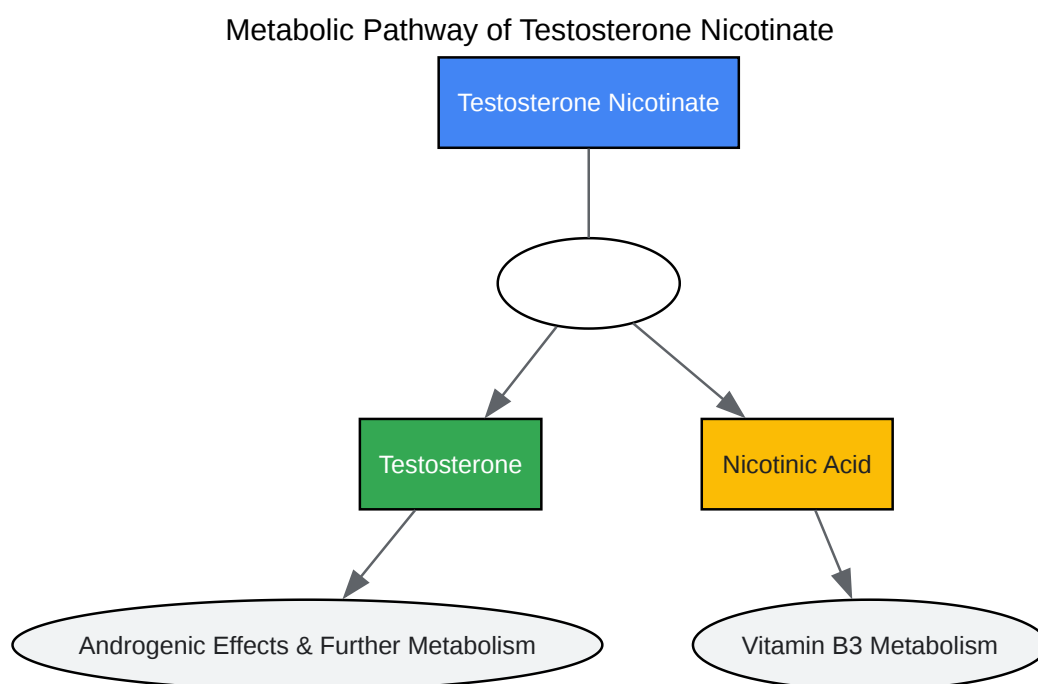 Metabolic Pathway of Testosterone Nicotinate
Testosterone Nicotinate
Testosterone
Nicotinic Acid
Androgenic Effects & Further Metabolism
Vitamin B3 Metabolism